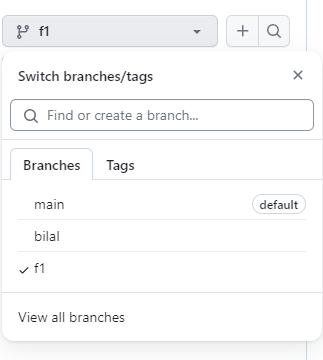 f1
Switch branches/tags
Find or create a branch...
Branches Tags
main default
bilal
f1
View all branches